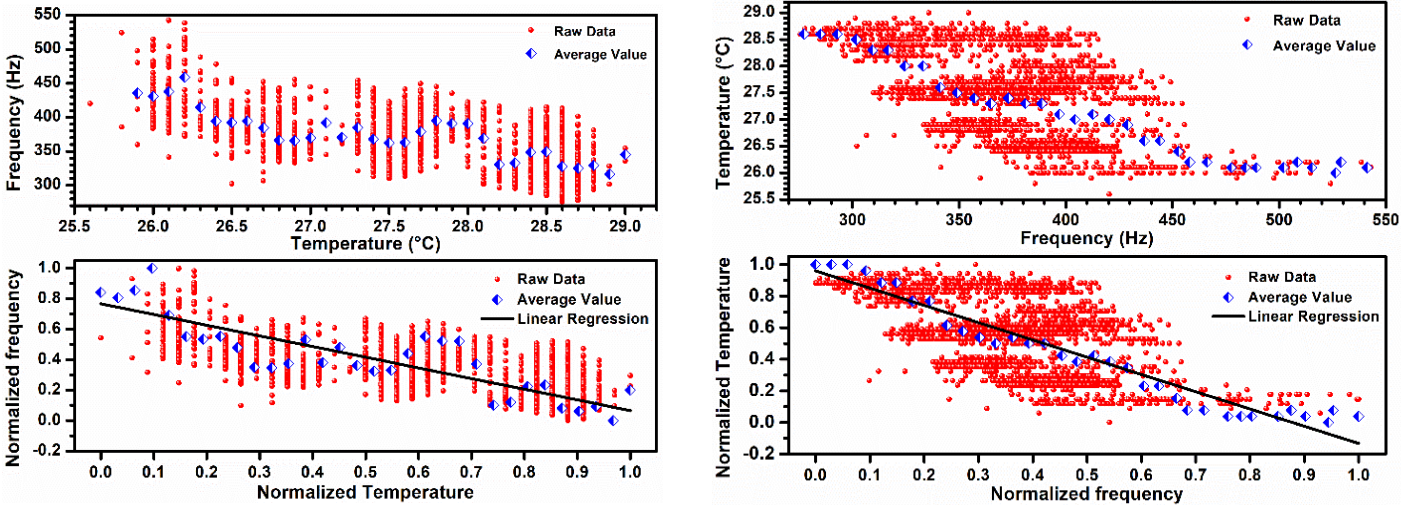 550
500
450
400
350
300
Frequency (Hz)
Raw Data
Average Value
25.5 26.0 26.5 27.0 27.5 28.0 28.5 29.0
Temperature (°C)
29.0
28.5
28.0
27.5
27.0
26.5
26.0
25.5
Temperature (°C)
Raw Data
Average Value
300 350 400 450 500 550
Frequency (Hz)
1.0
0.8
0.6
0.4
0.2
0.0
-0.2
Normalized frequency
Raw Data
Average Value
Linear Regression
0.0 0.1 0.2 0.3 0.4 0.5 0.6 0.7 0.8 0.9 1.0
Normalized Temperature
1.0
0.8
0.6
0.4
0.2
0.0
-0.2
Normalized Temperature
Raw Data
Average Value
Linear Regression
0.0 0.1 0.2 0.3 0.4 0.5 0.6 0.7 0.8 0.9 1.0
Normalized frequency